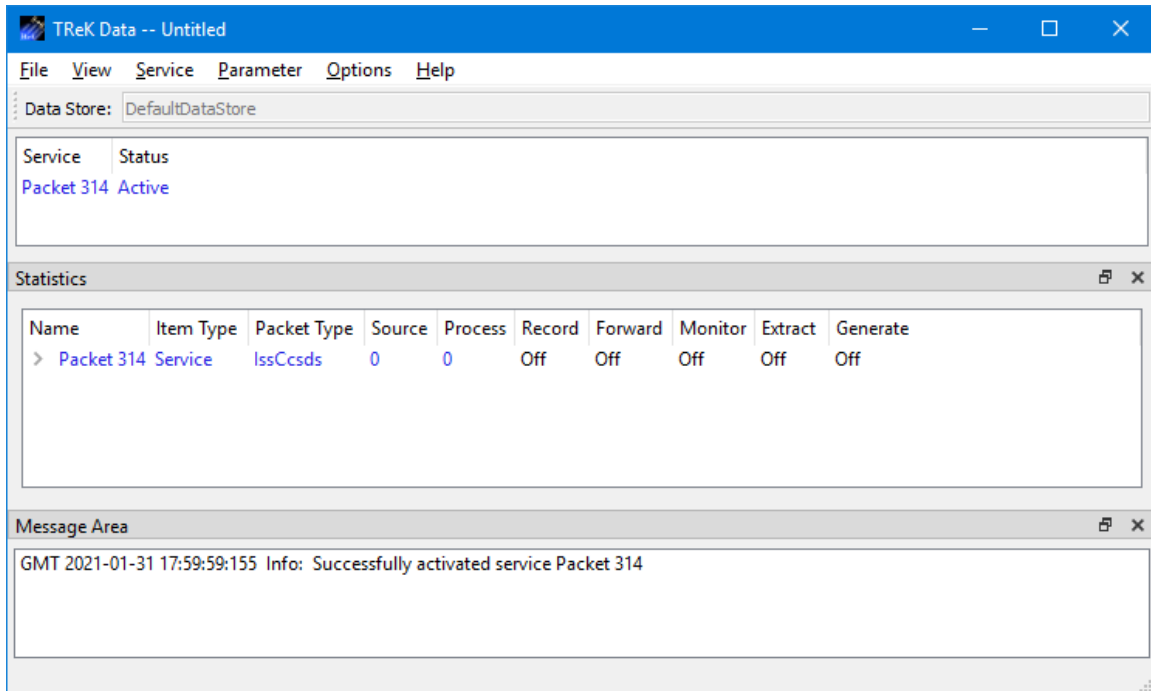 TReK Data -- Untitled
File View Service Parameter Options Help
Data Store: DefaultDataStore
Service Status
Packet 314 Active
Statistics
Name Item Type Packet Type Source Process Record Forward Monitor Extract Generate
Packet 314 Service IssCcsds 0 0 Off Off Off Off Off
Message Area
GMT 2021-01-31 17:59:59:155 Info: Successfully activated service Packet 314